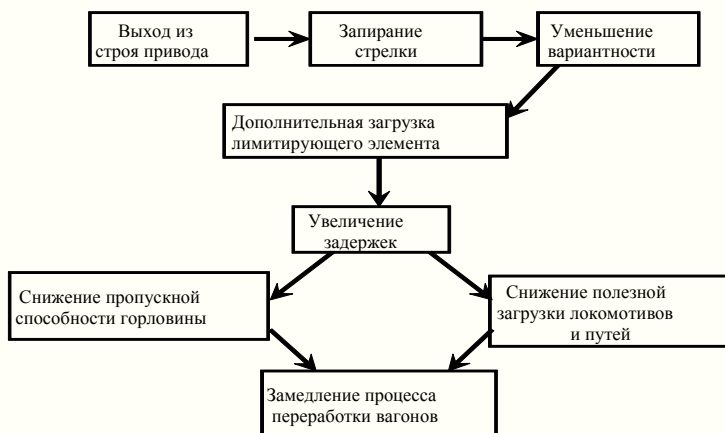 Выход из
строя привода
Запирание
стрелки
Уменьшение
вариантности
Дополнительная загрузка
лимитирующего элемента
Увеличение
задержек
Снижение пропускной
способности горловины
Снижение полезной
загрузки локомотивов
и путей
Замедление процесса
переработки вагонов